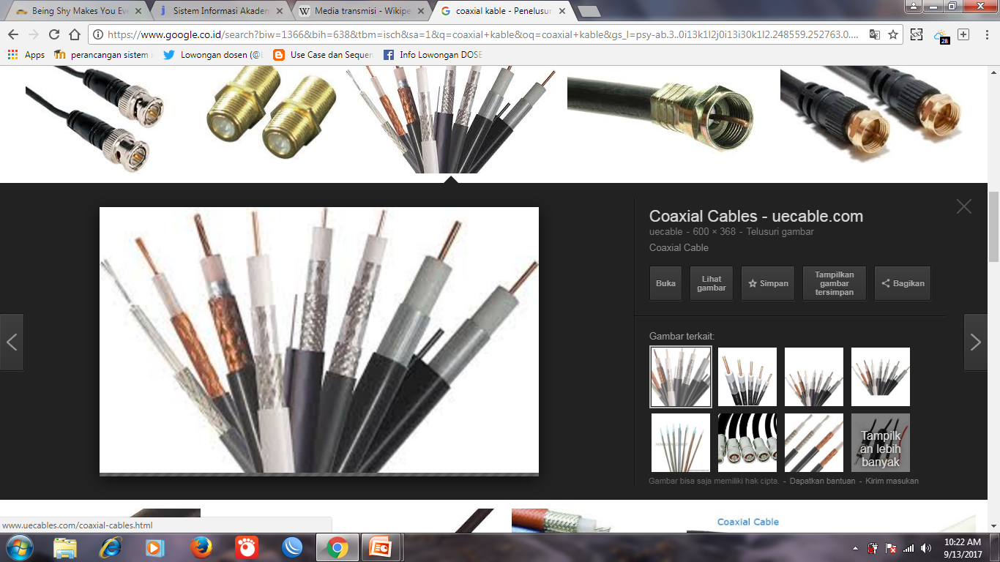 Being Shy Makes You Eve
Sistem Informasi Akadem
Media transmisi - Wikipe
coaxial kable - Penelusur
https://www.google.co.id/search?biw=1366&bih=638&tbm=isch&sa=1&q=coaxial+kable&oq=coaxial+kable&gs_l=psy-ab.3..0i13k1l2j0i13i30k1l2.248559.252763.0....
28
Apps
perancangan sistem i
Lowongan dosen (@L
Use Case dan Sequen
Info Lowongan DOSE
Coaxial Cables - uecable.com
uecable - 600 × 368 - Telusuri gambar
Coaxial Cable
Buka
Lihat
gambar
Simpan
Tampilkan
gambar
tersimpan
Bagikan
Gambar terkait:
Tampilk
an lebih
banyak
Gambar bisa saja memiliki hak cipta. - Dapatkan bantuan - Kirim masukan
Coaxial Cable
www.uecables.com/coaxial-cables.html
10:22 AM
9/13/2017